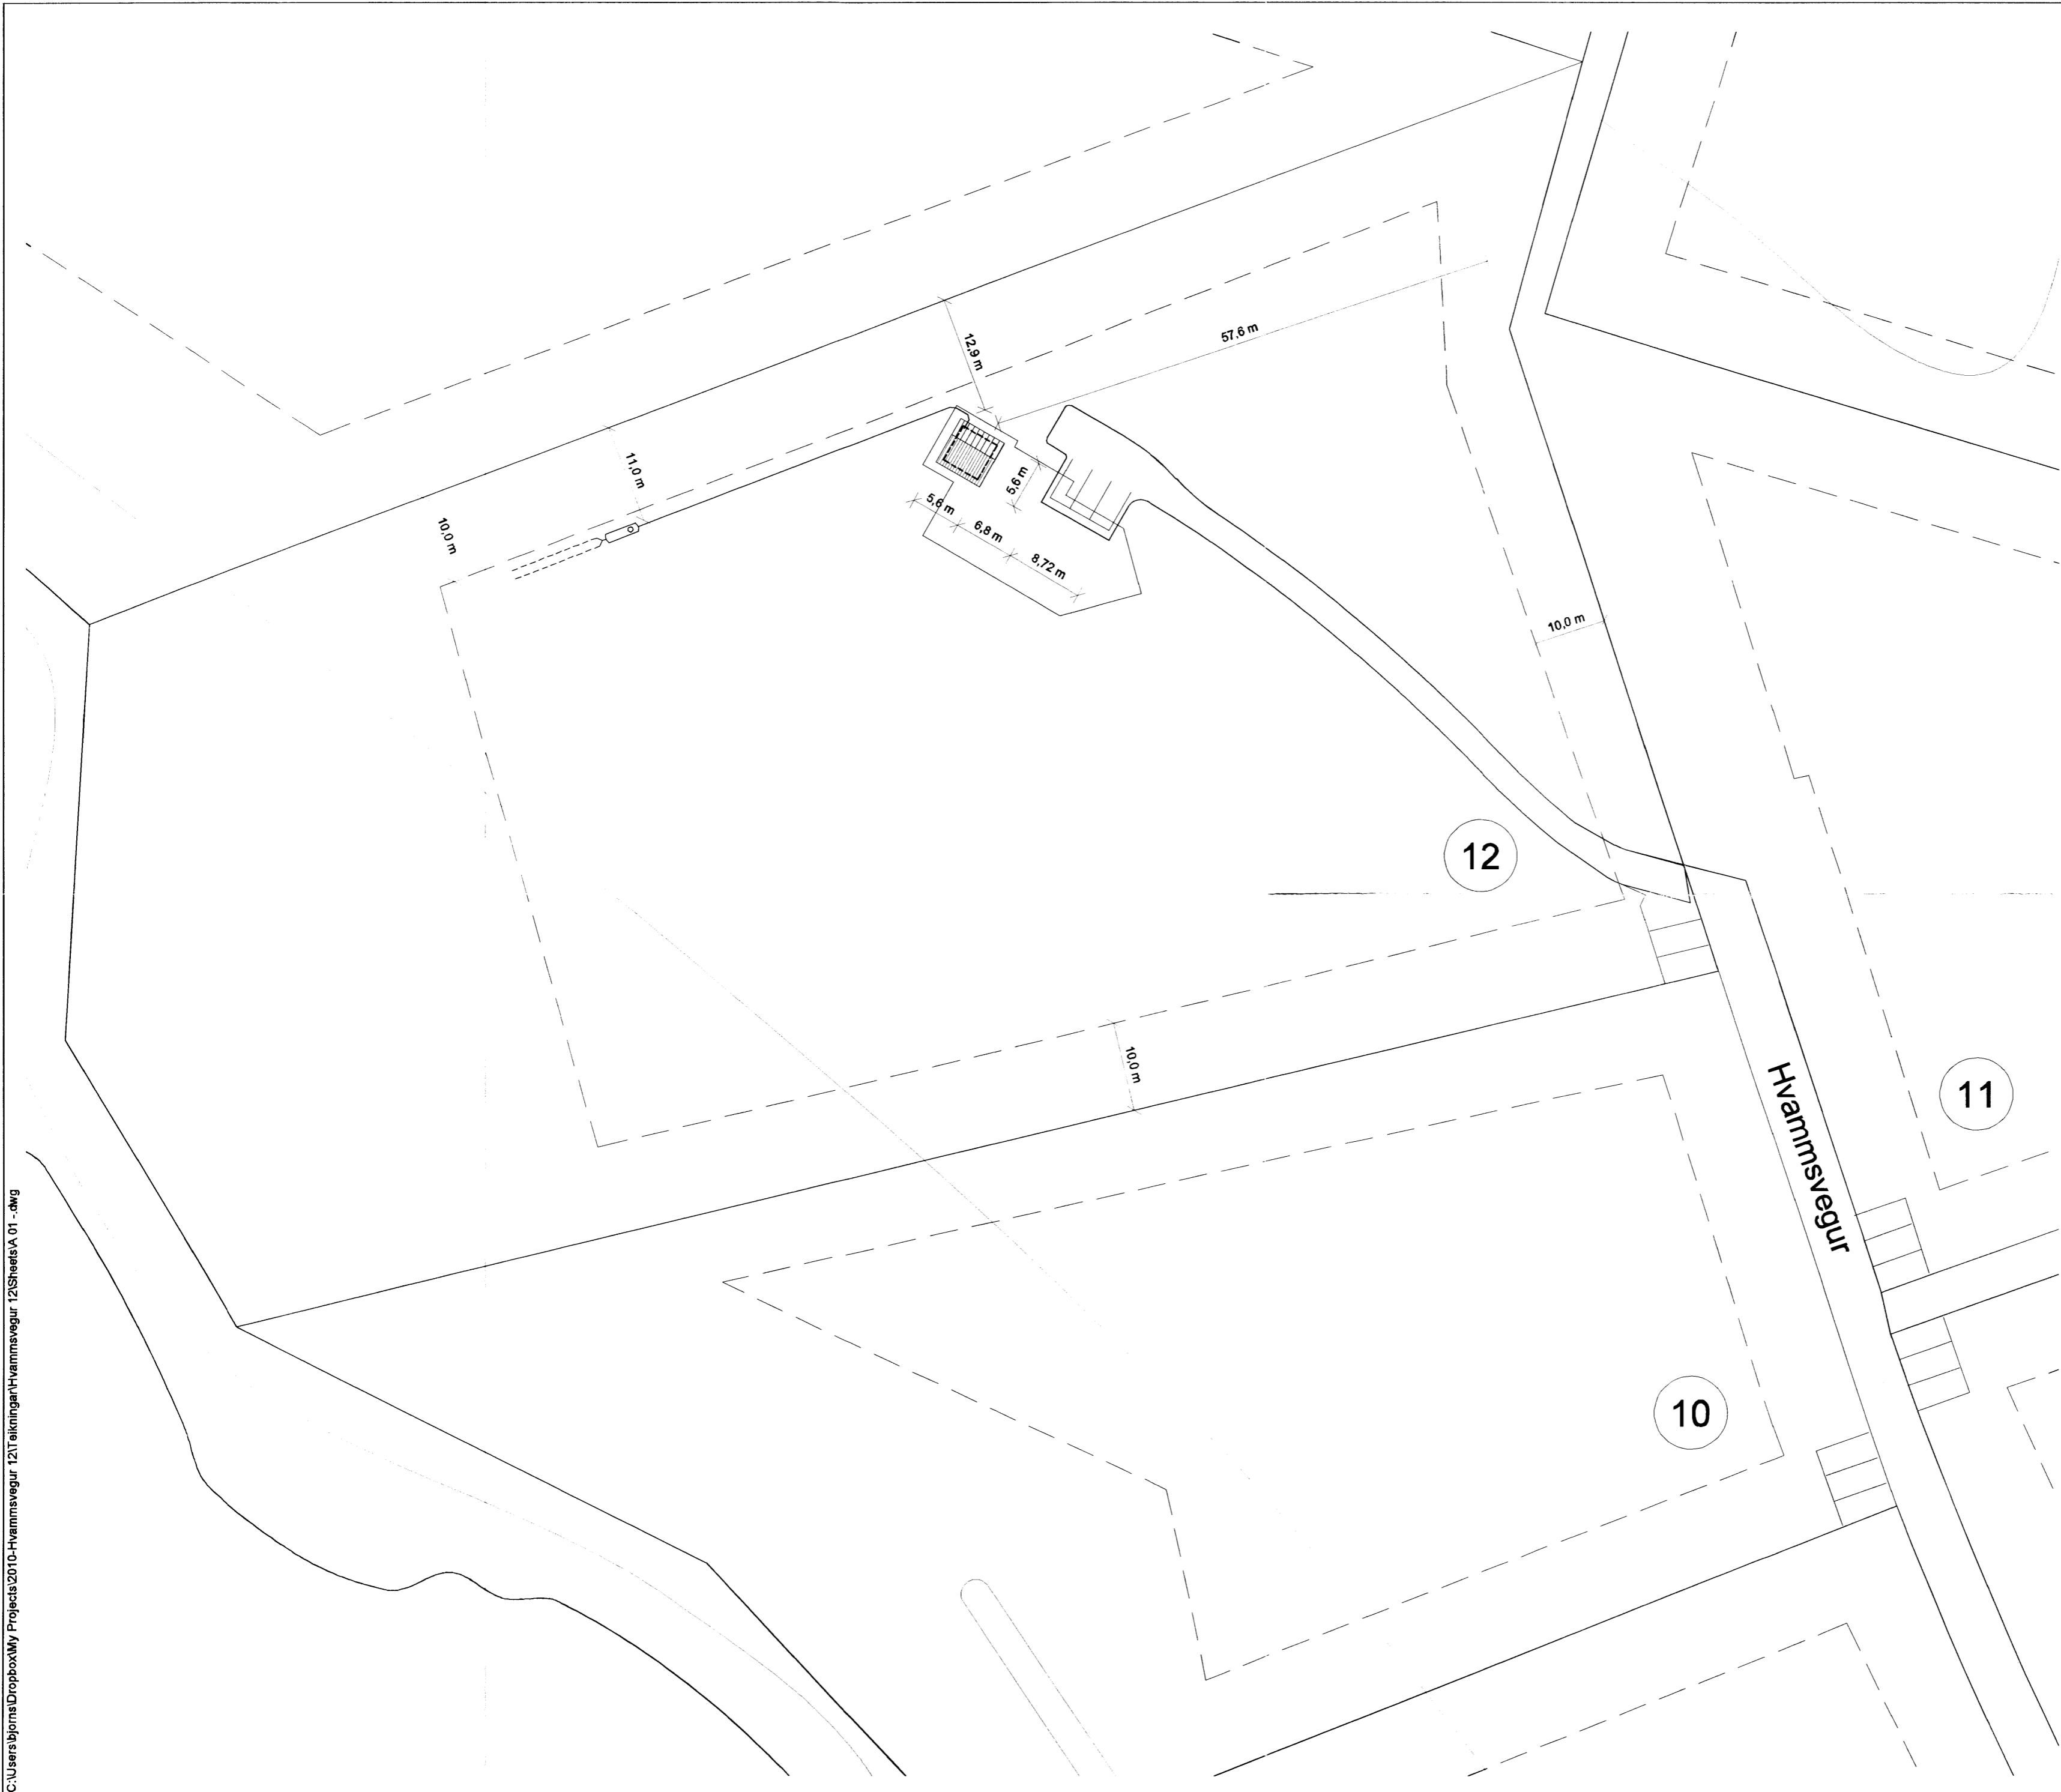 57.6 m
12,9 m
11,0 m
10,0 m
5,6 m
5,6 m
6,8 m
8,72 m
10,0 m
12
10,0 m
Hvammsvegur
11
10
C:\Users\bjorns\Dropbox\My Projects\2010-Hvammsvegur 12\Teikningar\Hvammsvegur 12\Sheets\A 01 -.dwg